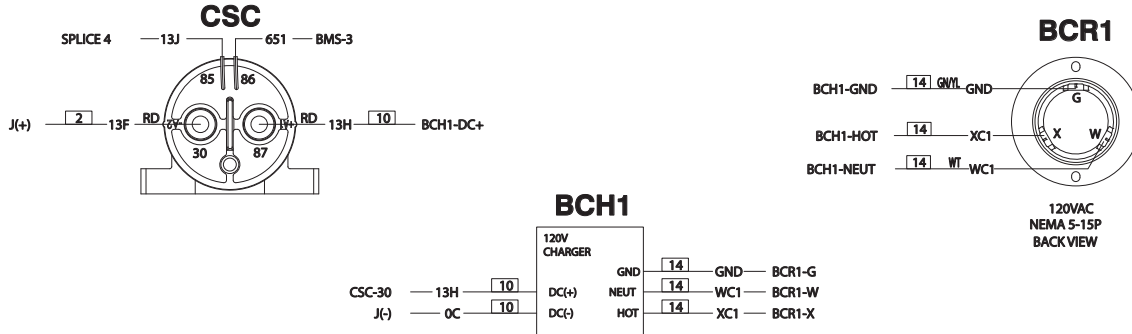 CSC
SPLICE 4 13J 651 BMS-3
85 86
J(+) 2 13F RD A2- +A1 RD 13H 10 BCH1-DC+
30 87
BCR1
BCH1-GND 14 GN/YL GND
G
BCH1-HOT 14 XC1 X W
BCH1-NEUT 14 WT WC1
120VAC
NEMA 5-15P
BACK VIEW
BCH1
120V
CHARGER
GND 14 GND BCR1-G
CSC-30 13H 10 DC(+) NEUT 14 WC1 BCR1-W
J(-) 0C 10 DC(-) HOT 14 XC1 BCR1-X